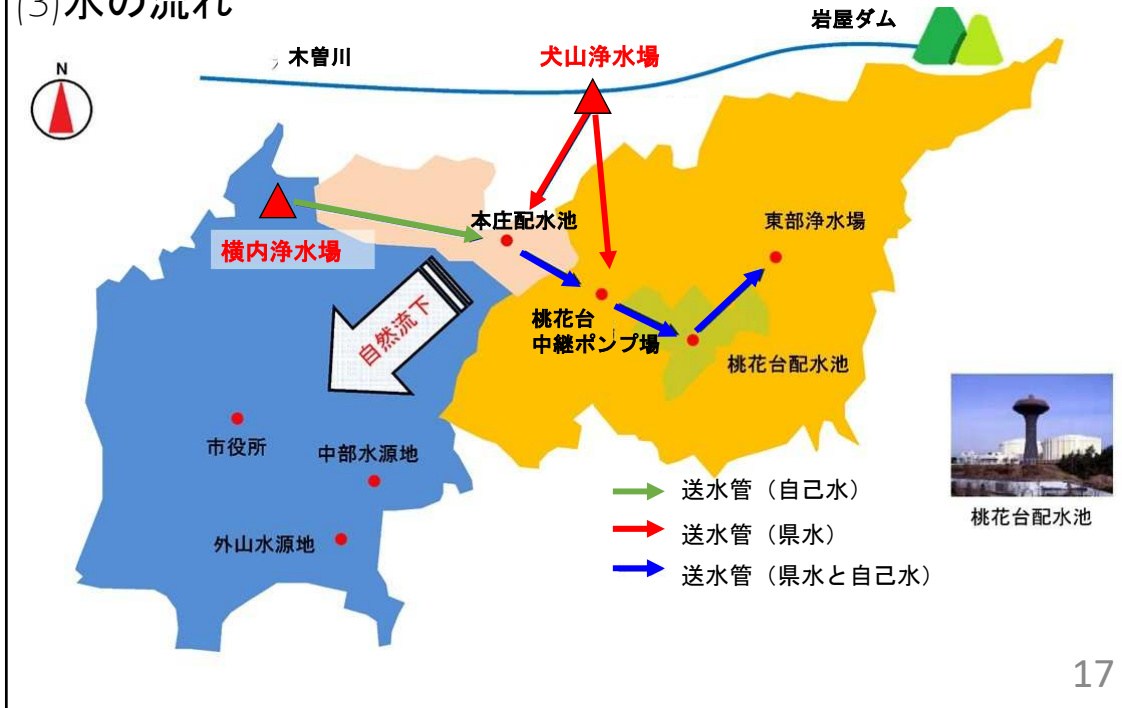 (3)水の流れ
岩屋ダム
木曽川
犬山浄水場
N
本庄配水池
東部浄水場
横内浄水場
自然流下
桃花台
中継ポンプ場
桃花台配水池
市役所
中部水源地
外山水源地
送水管（自己水）
送水管（県水）
送水管（県水と自己水）
桃花台配水池
17